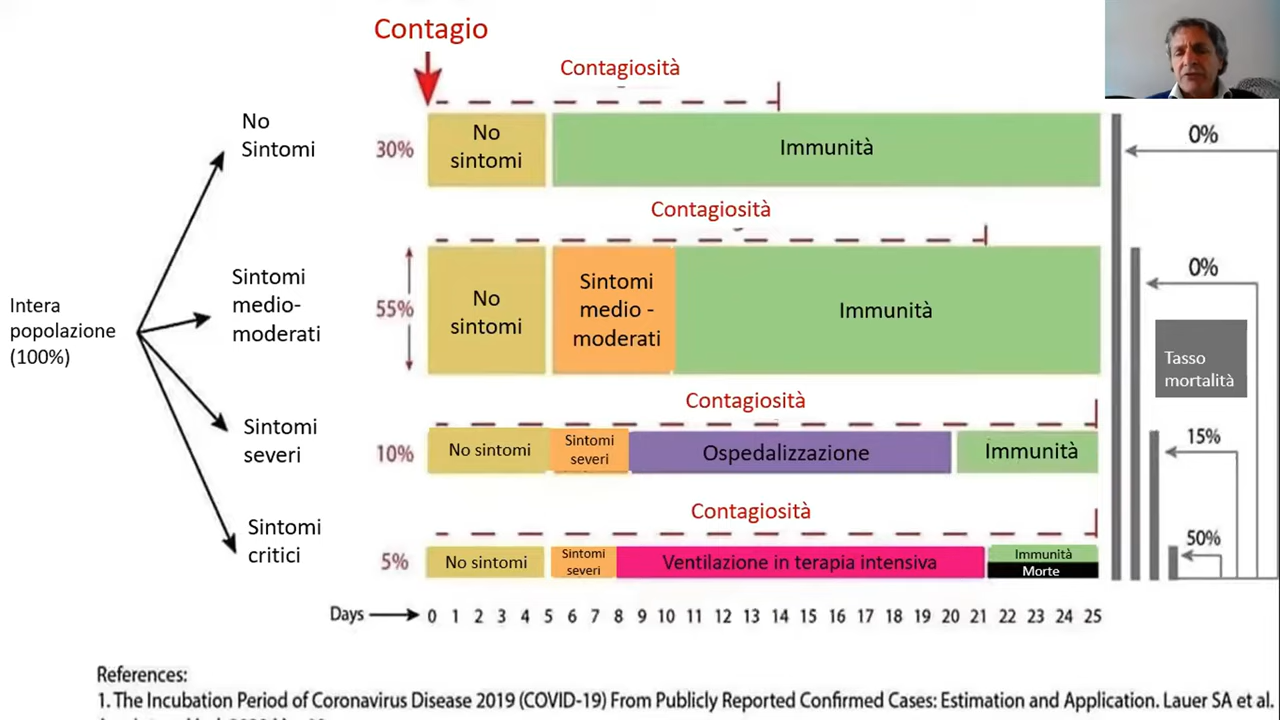 Contagio
Contagiosità
No
Sintomi
30%
No
sintomi
Immunità
0%
Contagiosità
Sintomi
medio-
moderati
55%
No
sintomi
Sintomi
medio -
moderati
Immunità
0%
Intera
popolazione
(100%)
Tasso
mortalità
Contagiosità
Sintomi
severi
10%
No sintomi
Sintomi
severi
Ospedalizzazione
Immunità
15%
Contagiosità
Sintomi
critici
5%
No sintomi
Sintomi
severi
Ventilazione in terapia intensiva
Immunità
Morte
50%
Days 0 1 2 3 4 5 6 7 8 9 10 11 12 13 14 15 16 17 18 19 20 21 22 23 24 25
References:
1. The Incubation Period of Coronavirus Disease 2019 (COVID-19) From Publicly Reported Confirmed Cases: Estimation and Application. Lauer SA et al.